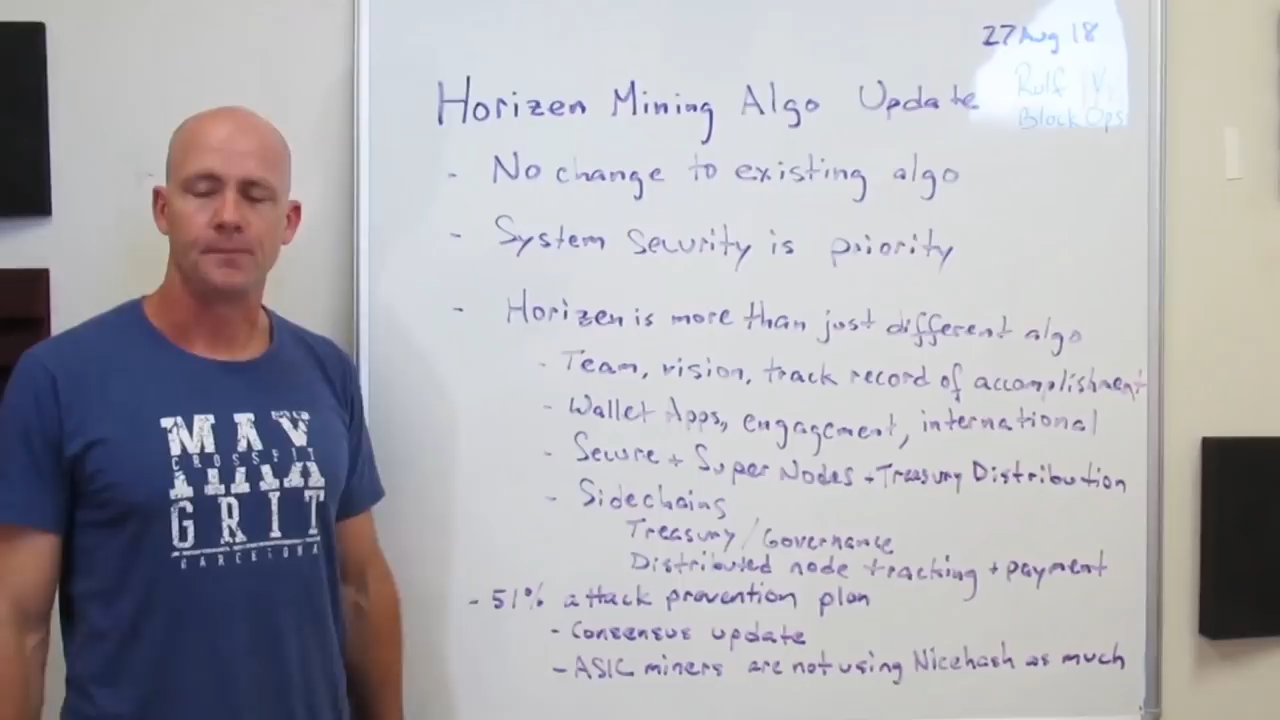 27 Aug 18
Rolf V
Block Ops
Horizen Mining Algo Update
- No change to existing algo
- System Security is priority
- Horizen is more than just different algo
- Team, vision, track record of accomplishment
- Wallet Apps, engagement, international
- Secure + Super Nodes + Treasury Distribution
- Sidechains
Treasury/Governance
Distributed node tracking + payment
- 51% attack prevention plan
- Consensus update
- ASIC miners are not using Nicehash as much
MAX
CROSSFIT
GRIT
BARCELONA